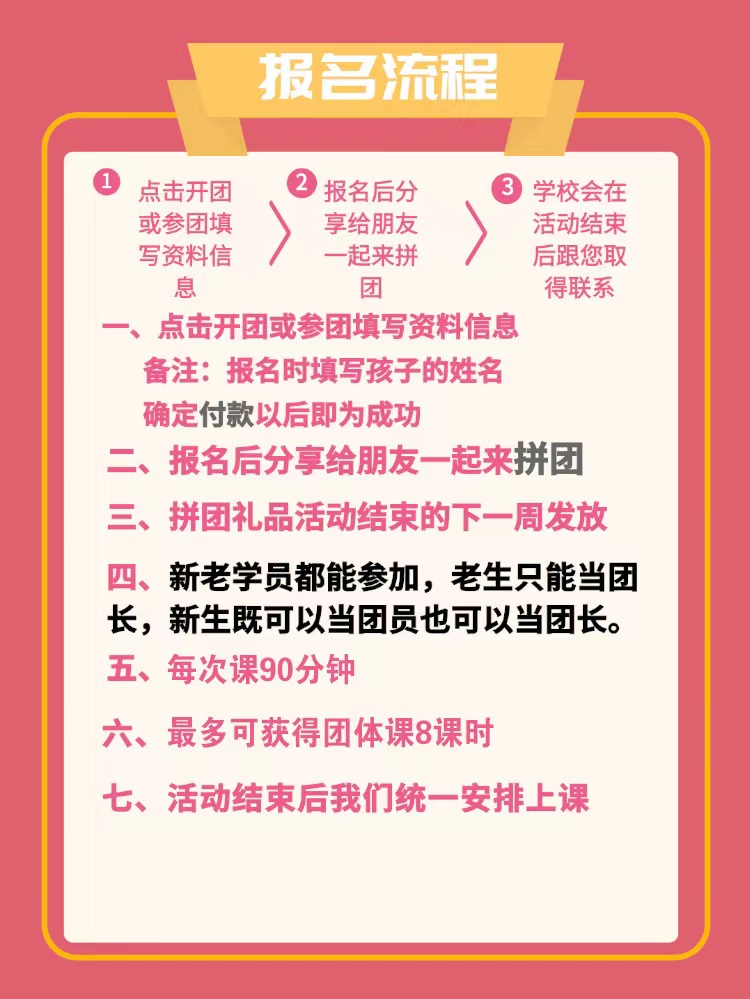 报名流程
1
点击开团
或参团填
写资料信
息
2
报名后分
享给朋友
一起来拼
团
3
学校会在
活动结束
后跟您取
得联系
一、点击开团或参团填写资料信息
备注：报名时填写孩子的姓名
确定付款以后即为成功
二、报名后分享给朋友一起来拼团
三、拼团礼品活动结束的下一周发放
四、新老学员都能参加，老生只能当团
长，新生既可以当团员也可以当团长。
五、每次课90分钟
六、最多可获得团体课8课时
七、活动结束后我们统一安排上课